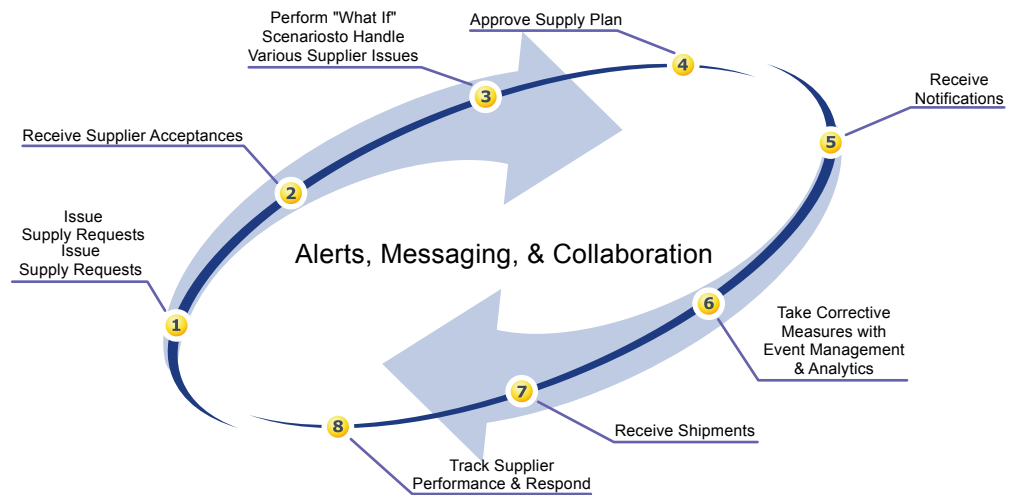 Perform "What If"
Scenariosto Handle
Various Supplier Issues
Approve Supply Plan
Receive
Notifications
Receive Supplier Acceptances
Issue
Supply Requests
Issue
Supply Requests
Alerts, Messaging, & Collaboration
Take Corrective
Measures with
Event Management
& Analytics
Receive Shipments
Track Supplier
Performance & Respond
1
2
3
4
5
6
7
8